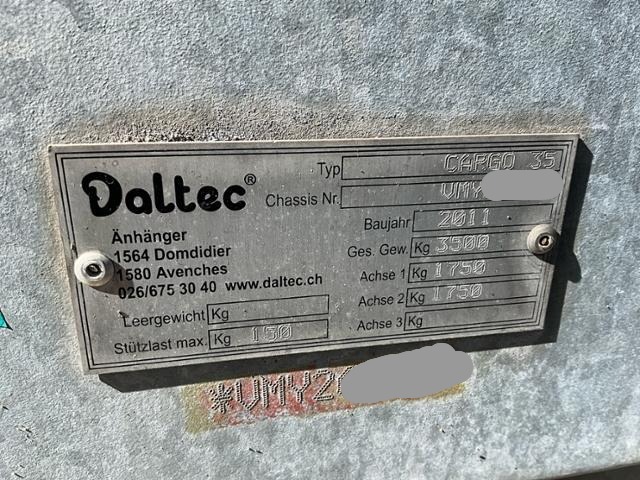 Daltec®
Änhänger
1564 Domdidier
1580 Avenches
026/675 30 40 www.daltec.ch
Leergewicht Kg
Stützlast max. Kg 150
Typ CARGO 35
Chassis Nr. VMY
Baujahr 2011
Ges. Gew. Kg 3500
Achse 1 Kg 1750
Achse 2 Kg 1750
Achse 3 Kg
*VMY2